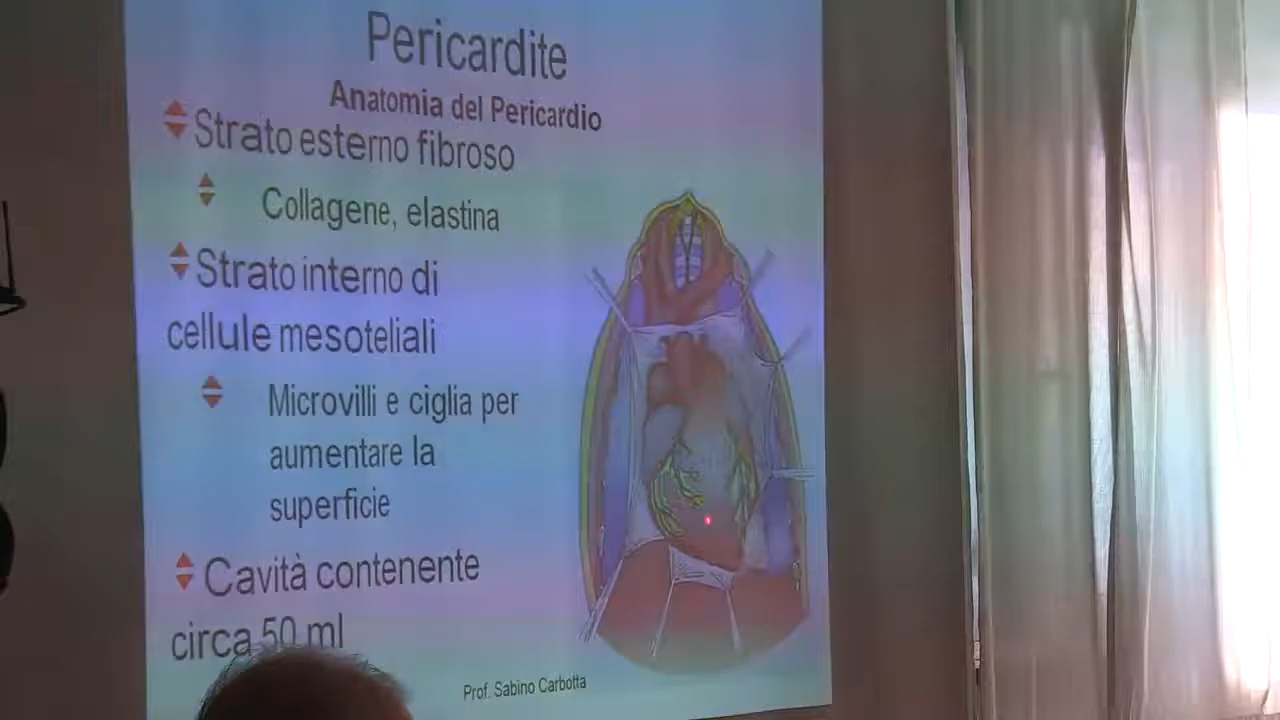 Pericardite
Anatomia del Pericardio
Strato esterno fibroso
Collagene, elastina
Strato interno di
cellule mesoteliali
Microvilli e ciglia per
aumentare la
superficie
Cavità contenente
circa 50 ml
Prof. Sabino Carbotta